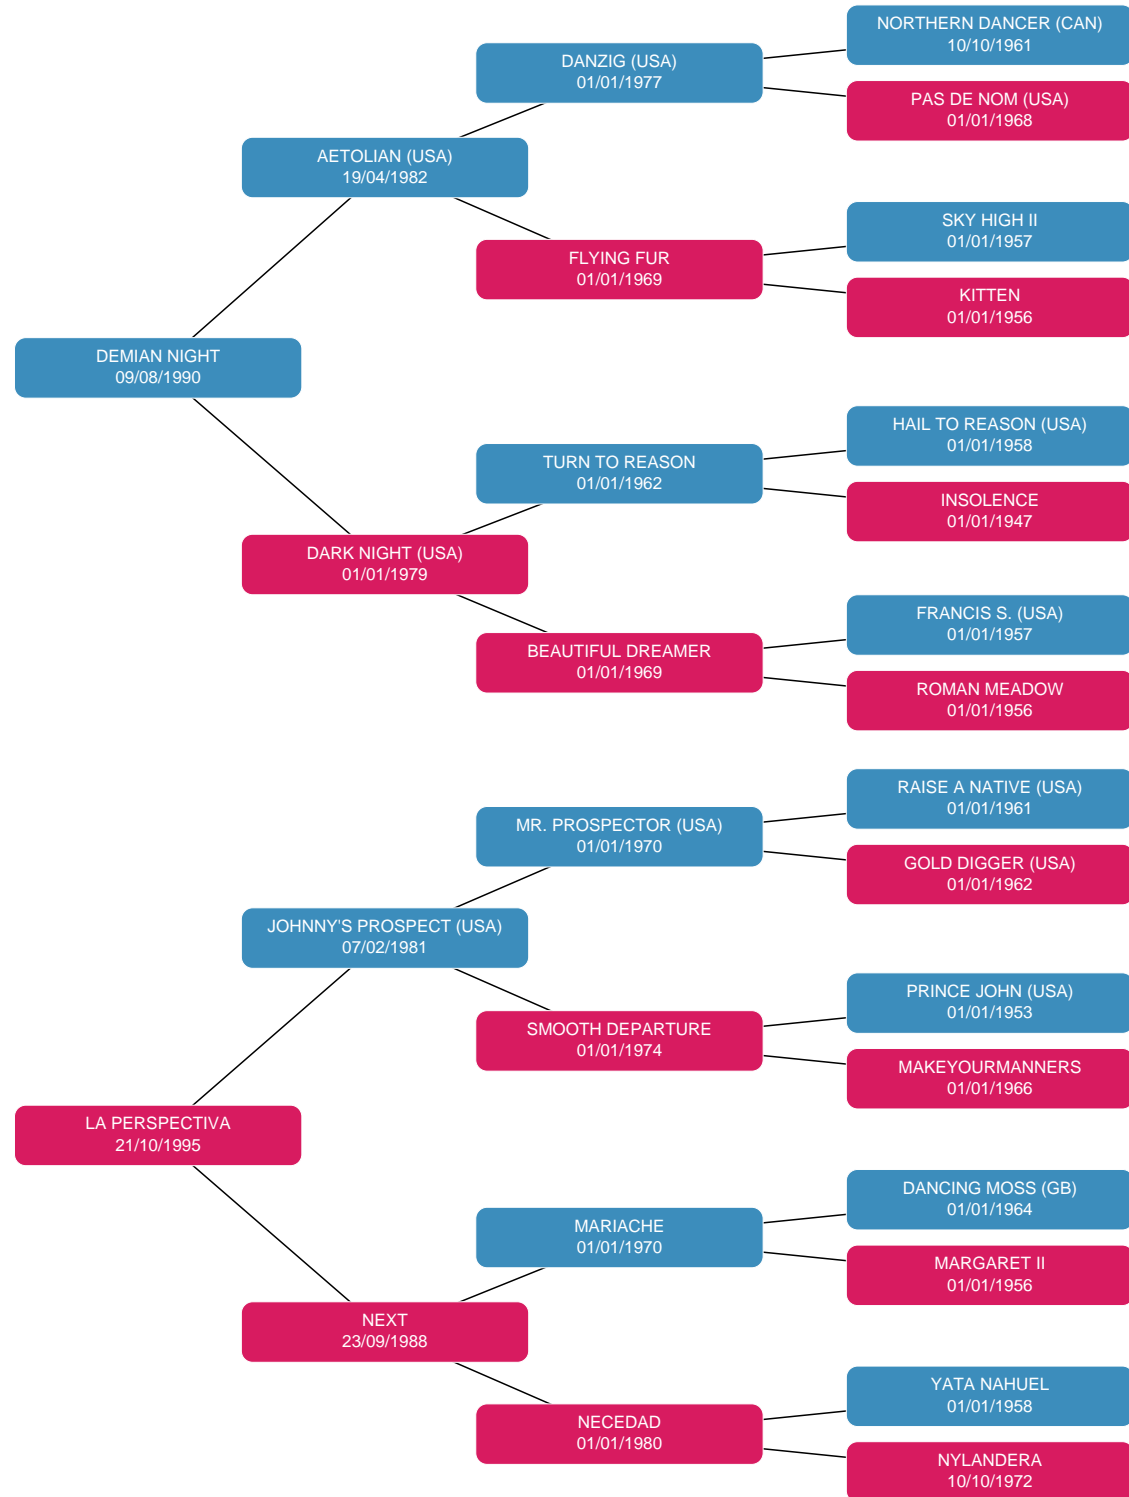 NORTHERN DANCER (CAN)
10/10/1961
DANZIG (USA)
01/01/1977
PAS DE NOM (USA)
01/01/1968
AETOLIAN (USA)
19/04/1982
SKY HIGH II
01/01/1957
FLYING FUR
01/01/1969
KITTEN
01/01/1956
DEMIAN NIGHT
09/08/1990
HAIL TO REASON (USA)
01/01/1958
TURN TO REASON
01/01/1962
INSOLENCE
01/01/1947
DARK NIGHT (USA)
01/01/1979
FRANCIS S. (USA)
01/01/1957
BEAUTIFUL DREAMER
01/01/1969
ROMAN MEADOW
01/01/1956
RAISE A NATIVE (USA)
01/01/1961
MR. PROSPECTOR (USA)
01/01/1970
GOLD DIGGER (USA)
01/01/1962
JOHNNY'S PROSPECT (USA)
07/02/1981
PRINCE JOHN (USA)
01/01/1953
SMOOTH DEPARTURE
01/01/1974
MAKEYOURMANNERS
01/01/1966
LA PERSPECTIVA
21/10/1995
DANCING MOSS (GB)
01/01/1964
MARIACHE
01/01/1970
MARGARET II
01/01/1956
NEXT
23/09/1988
YATA NAHUEL
01/01/1958
NECEDAD
01/01/1980
NYLANDERA
10/10/1972